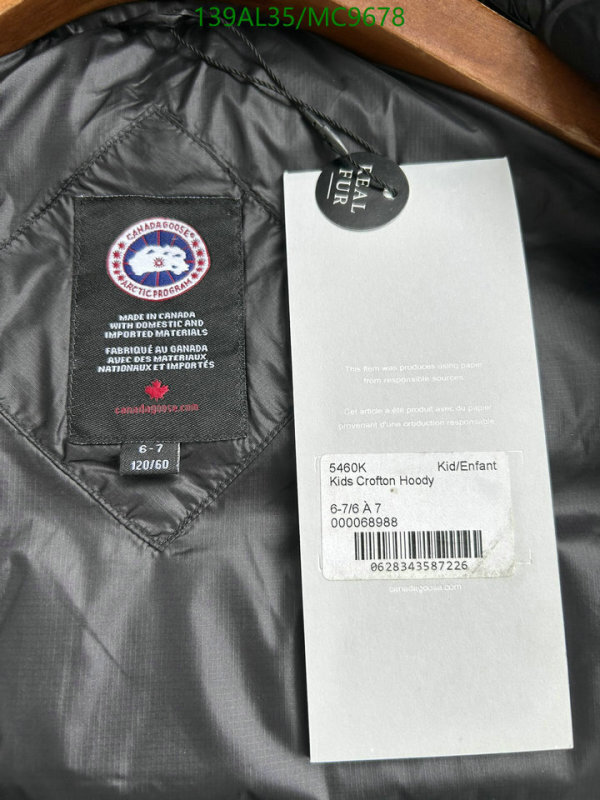 139AL35/MC9678
REAL
FUR
CANADA GOOSE®
ARCTIC PROGRAM
MADE IN CANADA
WITH DOMESTIC AND
IMPORTED MATERIALS
FABRIQUÉ AU CANADA
AVEC DES MATERIAUX
NATIONAUX ET IMPORTÉS
canadagoose.com
6-7
120/60
This item was produces using paper
from responsible sources.
Cet article a été produit avec du papier
provenant d'une orduction responsible.
5460K Kid/Enfant
Kids Crofton Hoody
6-7/6 À 7
000068988
0628343587226
canadagoose.com